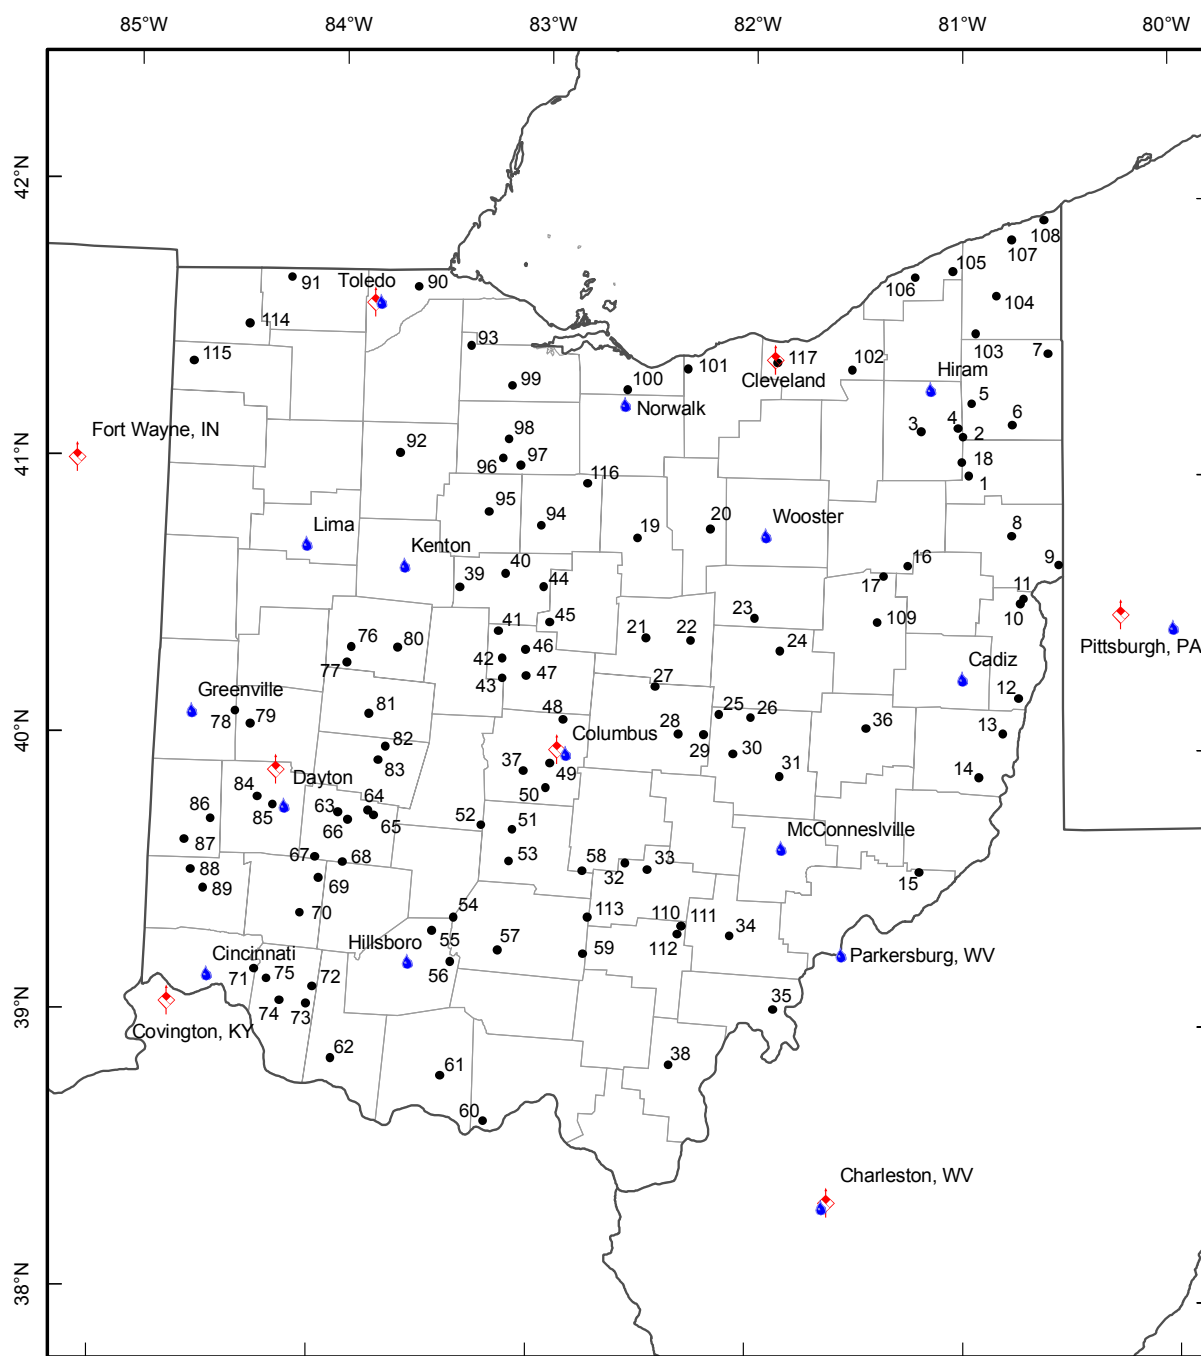 85°W 84°W 83°W 82°W 81°W 80°W
42°N
108
107
105
106
91 Toledo 90
104
114
93 103 7
115 101 117 102
99 100 Cleveland Hiram
Norwalk 5
Fort Wayne, IN 98 3 4 6
41°N
92 2
96 97 18
116 1
95
94 19 20 Wooster 8
Lima
Kenton 40 16 9
39 44 17 11
23 10
41 45 21 22 109
76 80 46 24 Pittsburgh, PA
77 42 Cadiz
43 47 27 12
Greenville
81 48 25 26
78 79 28 36 13
40°N
82 Columbus 29 30
83 37 49
Dayton 31 14
84 50
86 85 63 64
66 65 52 51 McConneslville
87
67 68 53 58 33
88 32 15
89 69
54 113 110 111
70 55 57 34
Hillsboro 112
Cincinnati 59 Parkersburg, WV
71 75 72 56
39°N
74 73 35
Covington, KY
62 61 38
60
Charleston, WV
38°N